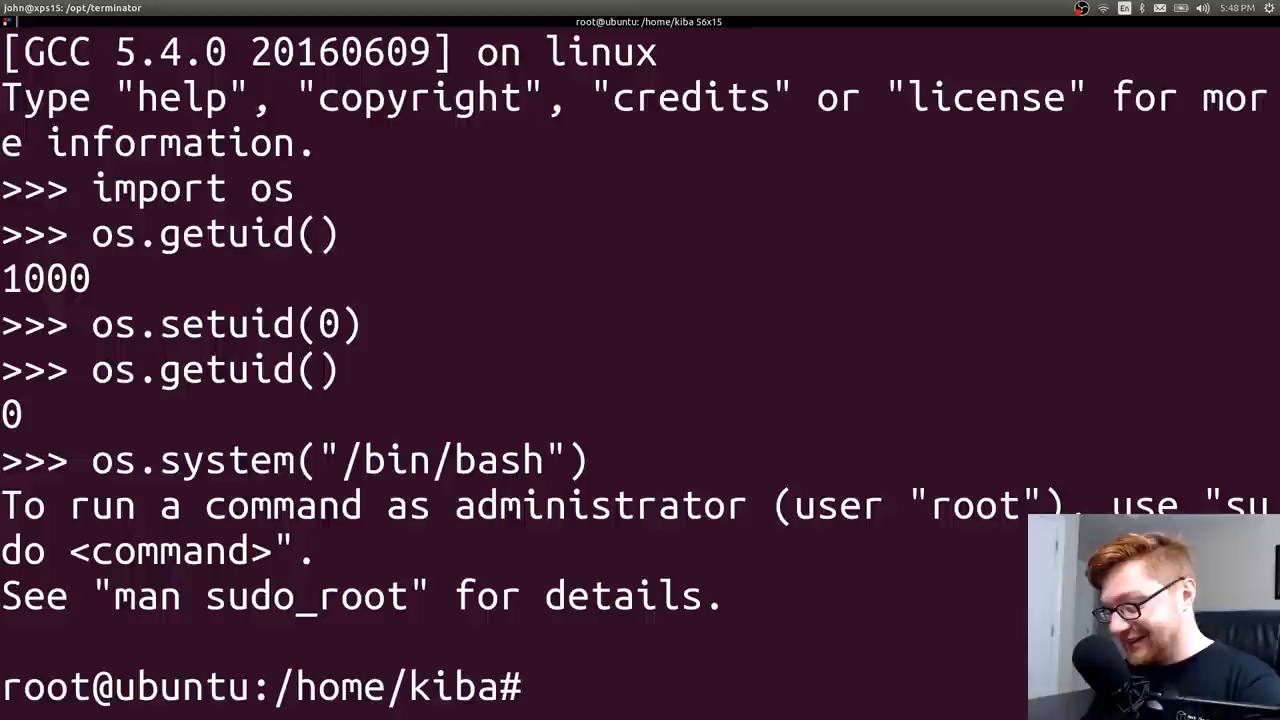 john@xps15: /opt/terminator
En
5:48 PM
root@ubuntu: /home/kiba 56x15
[GCC 5.4.0 20160609] on linux
Type "help", "copyright", "credits" or "license" for mor
e information.
>>> import os
>>> os.getuid()
1000
>>> os.setuid(0)
>>> os.getuid()
0
>>> os.system("/bin/bash")
To run a command as administrator (user "root"), use "su
do <command>".
See "man sudo_root" for details.
root@ubuntu:/home/kiba#